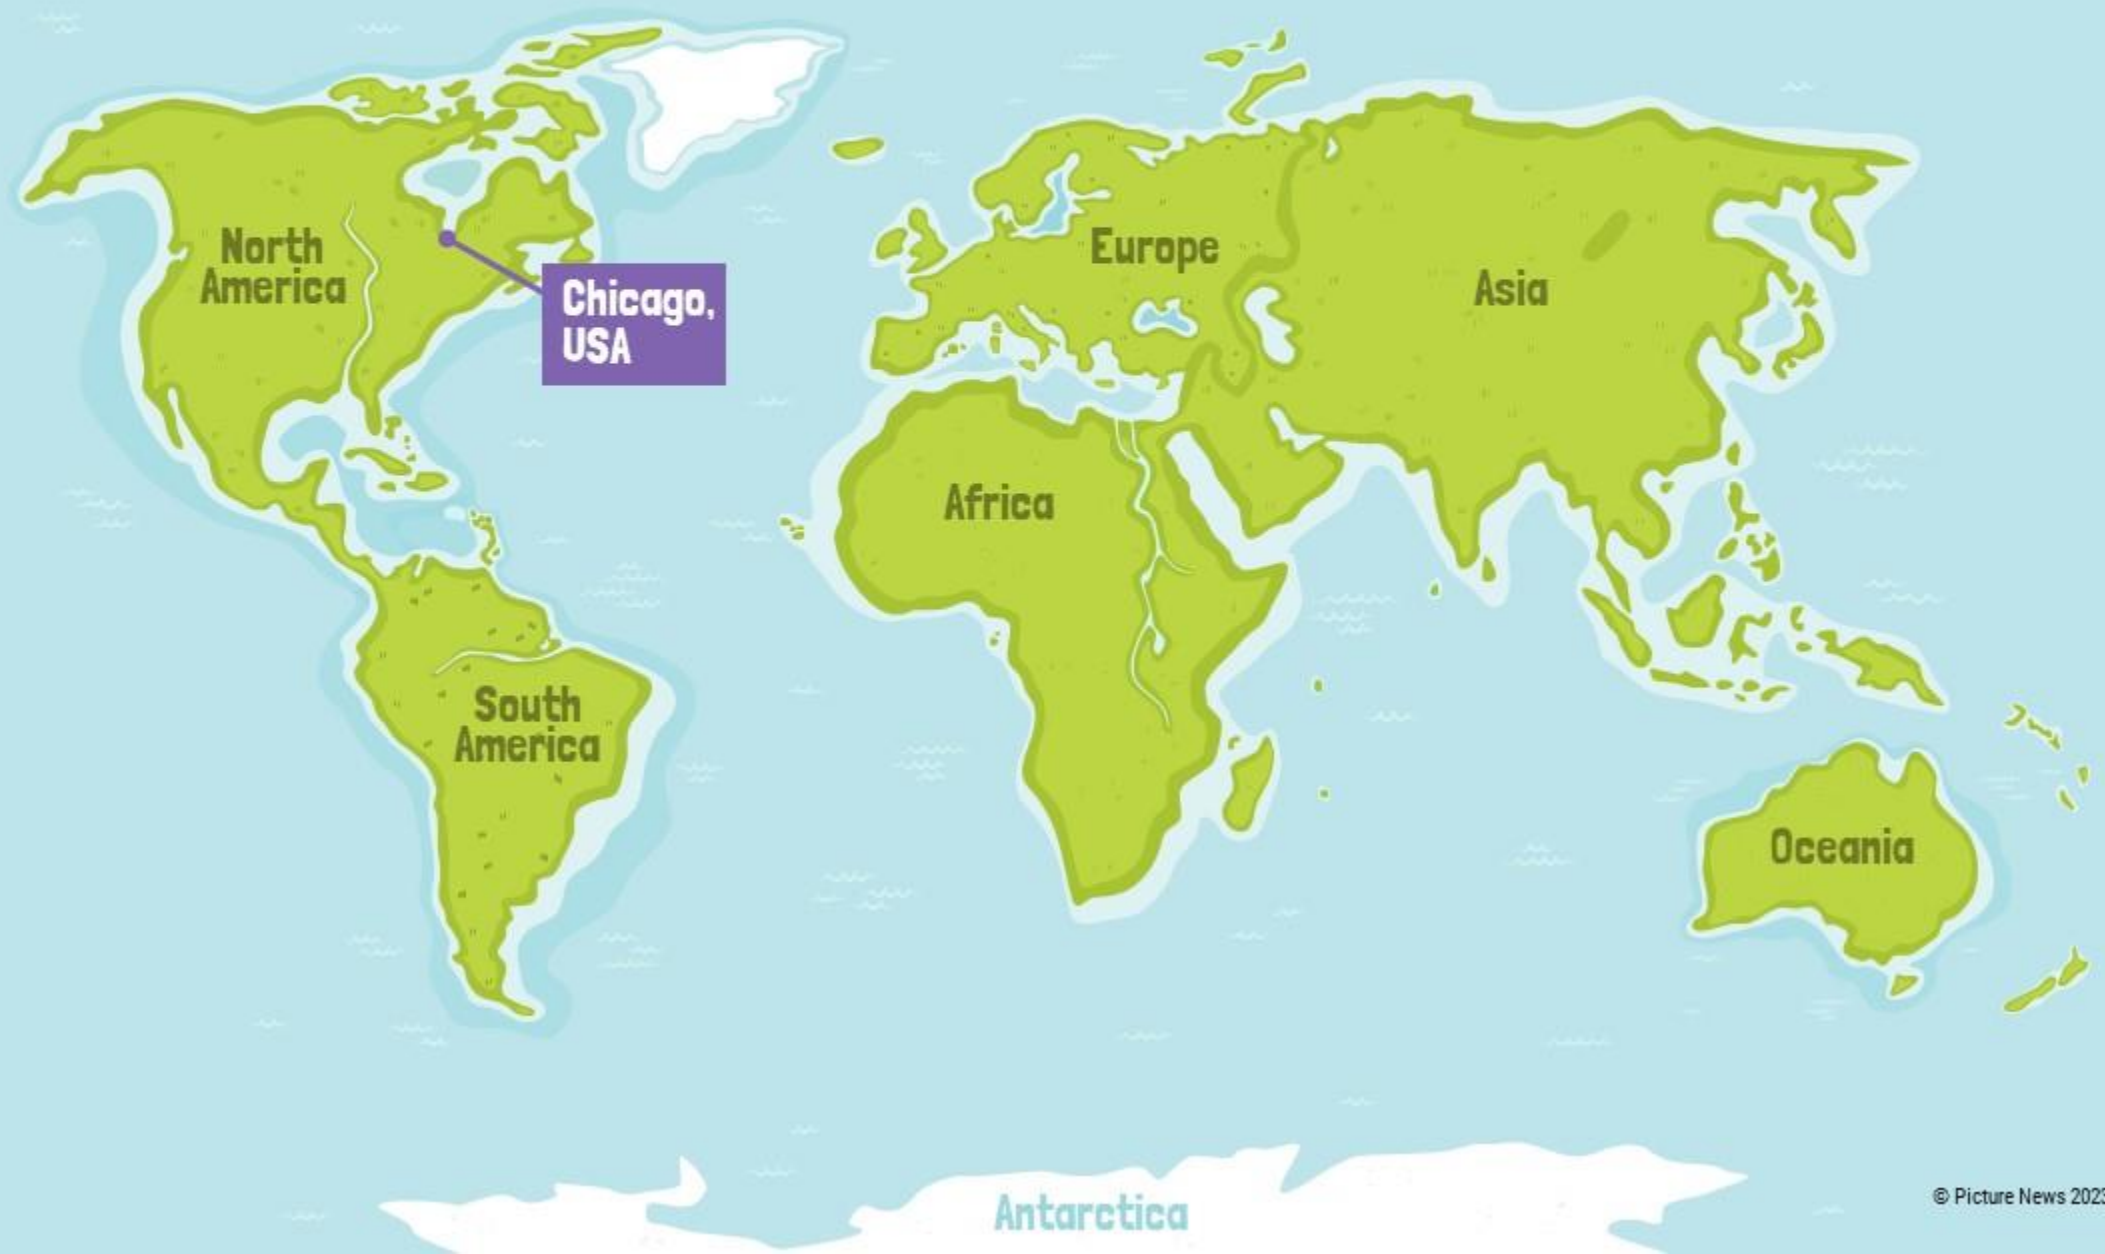 North
America
Chicago,
USA
Europe
Asia
Africa
South
America
Oceania
Antarctica
© Picture News 2023